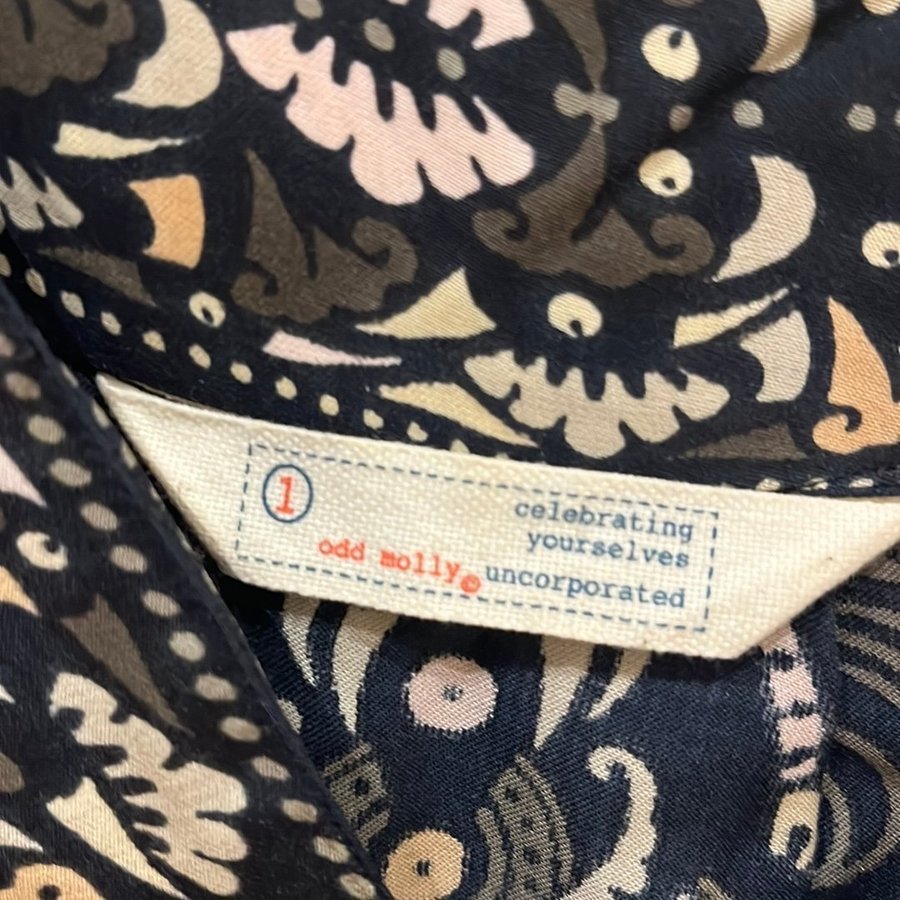 1
celebrating
yourselves
odd molly© uncorporated